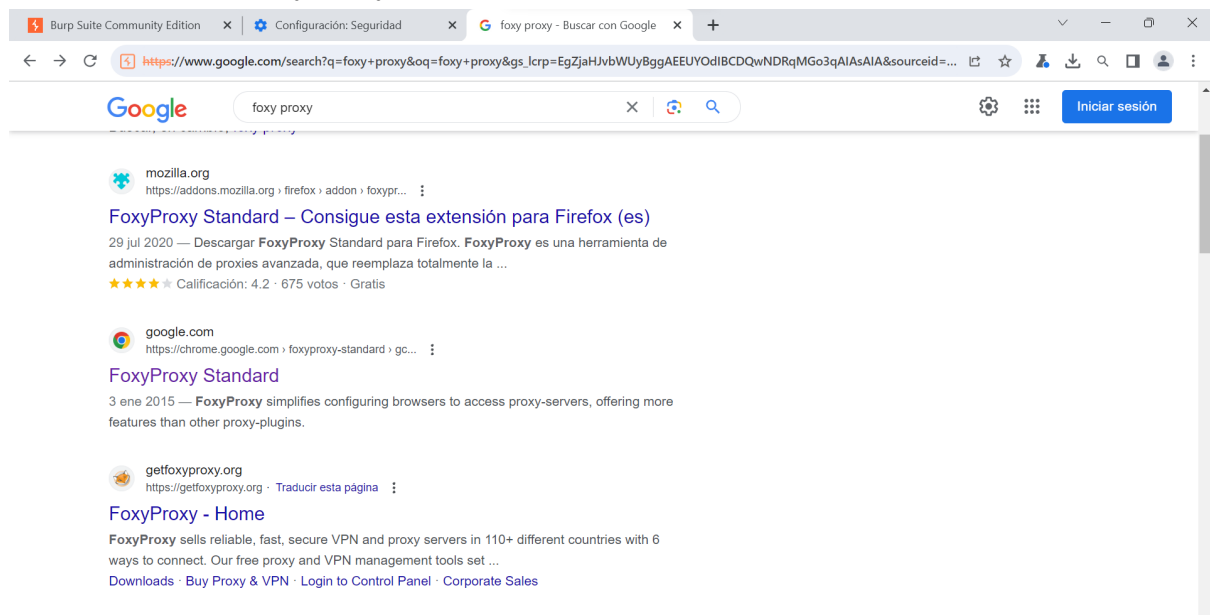 Burp Suite Community Edition
Configuración: Seguridad
foxy proxy - Buscar con Google
https://www.google.com/search?q=foxy+proxy&oq=foxy+proxy&gs_lcrp=EgZjaHJvbWUyBggAEEUYOdIBCDQwNDRqMGo3qAIAsAIA&sourceid=...
Google
foxy proxy
Iniciar sesión
mozilla.org
https://addons.mozilla.org › firefox › addon › foxypr...
FoxyProxy Standard – Consigue esta extensión para Firefox (es)
29 jul 2020 — Descargar FoxyProxy Standard para Firefox. FoxyProxy es una herramienta de
administración de proxies avanzada, que reemplaza totalmente la ...
Calificación: 4.2 · 675 votos · Gratis
google.com
https://chrome.google.com › foxyproxy-standard › gc...
FoxyProxy Standard
3 ene 2015 — FoxyProxy simplifies configuring browsers to access proxy-servers, offering more
features than other proxy-plugins.
getfoxyproxy.org
https://getfoxyproxy.org · Traducir esta página
FoxyProxy - Home
FoxyProxy sells reliable, fast, secure VPN and proxy servers in 110+ different countries with 6
ways to connect. Our free proxy and VPN management tools set ...
Downloads · Buy Proxy & VPN · Login to Control Panel · Corporate Sales